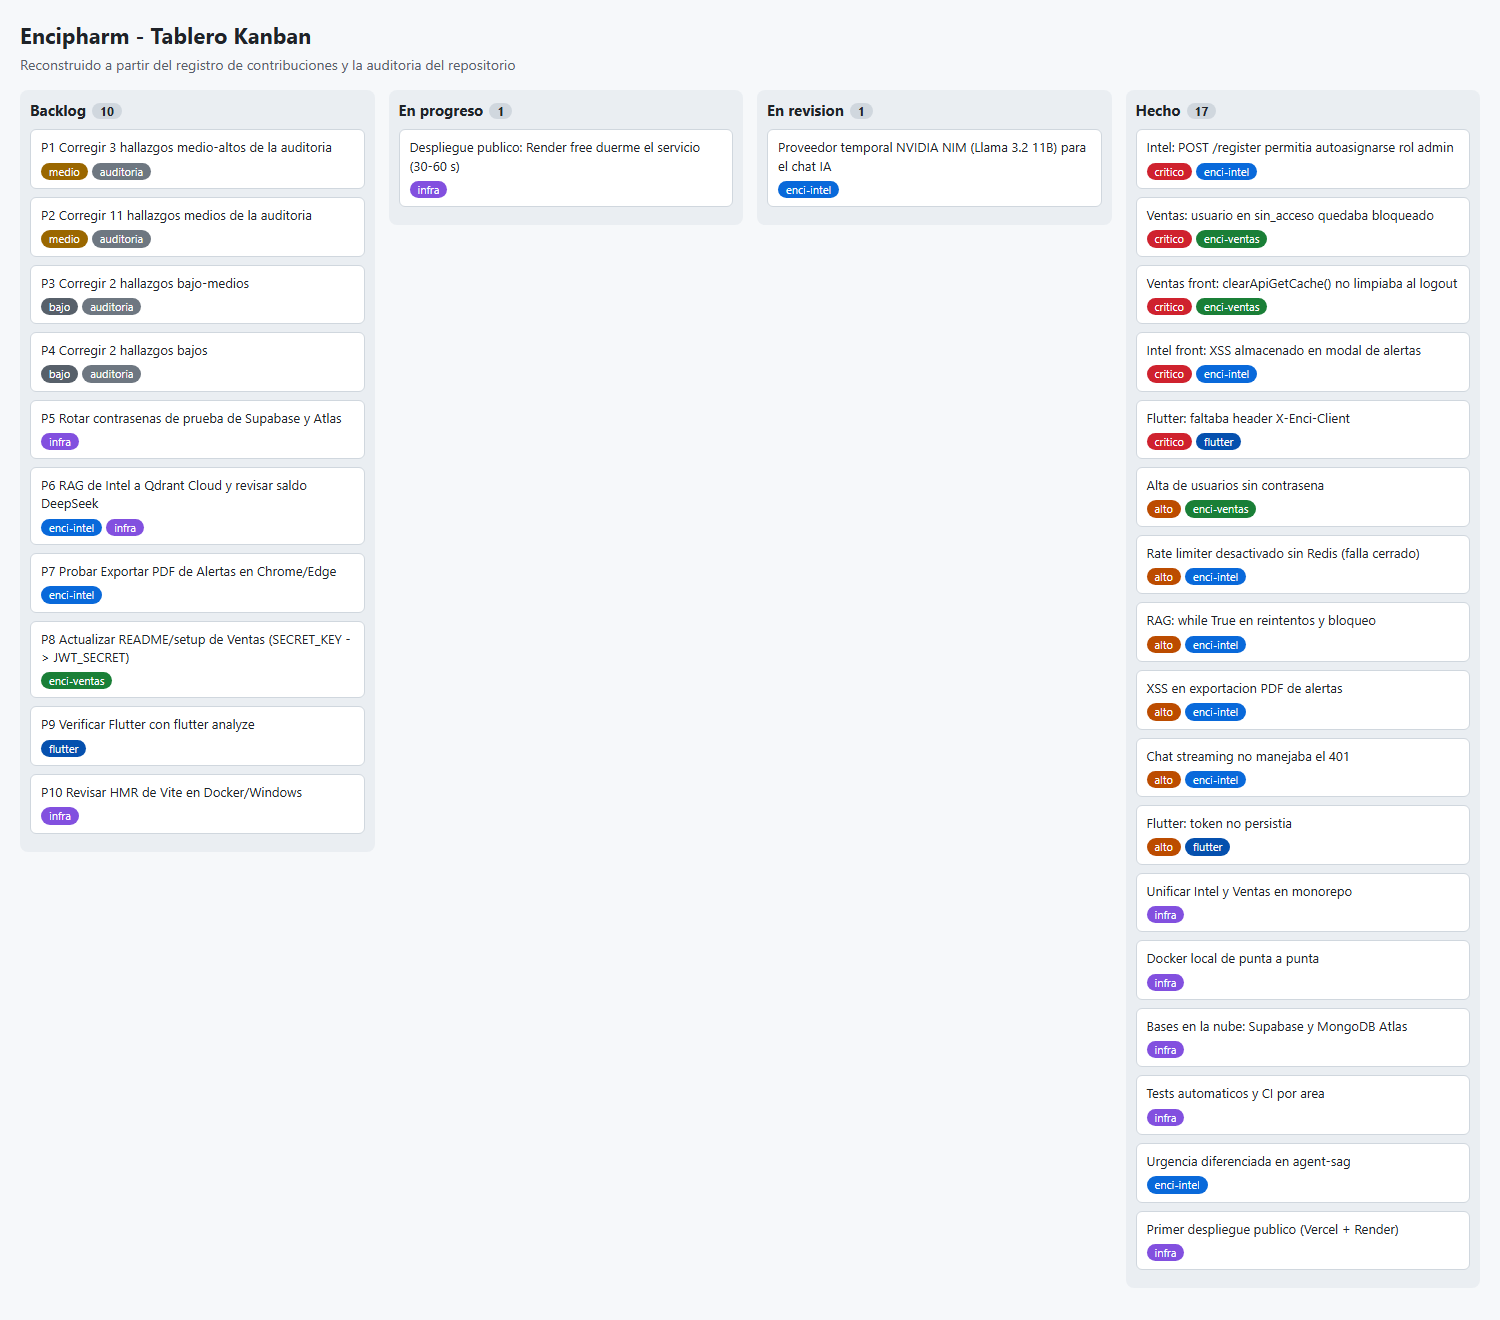 Encipharm - Tablero Kanban
Reconstruido a partir del registro de contribuciones y la auditoria del repositorio
Backlog 10
P1 Corregir 3 hallazgos medio-altos de la auditoria
medio auditoria
P2 Corregir 11 hallazgos medios de la auditoria
medio auditoria
P3 Corregir 2 hallazgos bajo-medios
bajo auditoria
P4 Corregir 2 hallazgos bajos
bajo auditoria
P5 Rotar contrasenas de prueba de Supabase y Atlas
infra
P6 RAG de Intel a Qdrant Cloud y revisar saldo
DeepSeek
enci-intel infra
P7 Probar Exportar PDF de Alertas en Chrome/Edge
enci-intel
P8 Actualizar README/setup de Ventas (SECRET_KEY -
> JWT_SECRET)
enci-ventas
P9 Verificar Flutter con flutter analyze
flutter
P10 Revisar HMR de Vite en Docker/Windows
infra
En progreso 1
Despliegue publico: Render free duerme el servicio
(30-60 s)
infra
En revision 1
Proveedor temporal NVIDIA NIM (Llama 3.2 11B) para
el chat IA
enci-intel
Hecho 17
Intel: POST /register permitia autoasignarse rol admin
critico enci-intel
Ventas: usuario en sin_acceso quedaba bloqueado
critico enci-ventas
Ventas front: clearApiGetCache() no limpiaba al logout
critico enci-ventas
Intel front: XSS almacenado en modal de alertas
critico enci-intel
Flutter: faltaba header X-Enci-Client
critico flutter
Alta de usuarios sin contrasena
alto enci-ventas
Rate limiter desactivado sin Redis (falla cerrado)
alto enci-intel
RAG: while True en reintentos y bloqueo
alto enci-intel
XSS en exportacion PDF de alertas
alto enci-intel
Chat streaming no manejaba el 401
alto enci-intel
Flutter: token no persistia
alto flutter
Unificar Intel y Ventas en monorepo
infra
Docker local de punta a punta
infra
Bases en la nube: Supabase y MongoDB Atlas
infra
Tests automaticos y CI por area
infra
Urgencia diferenciada en agent-sag
enci-intel
Primer despliegue publico (Vercel + Render)
infra